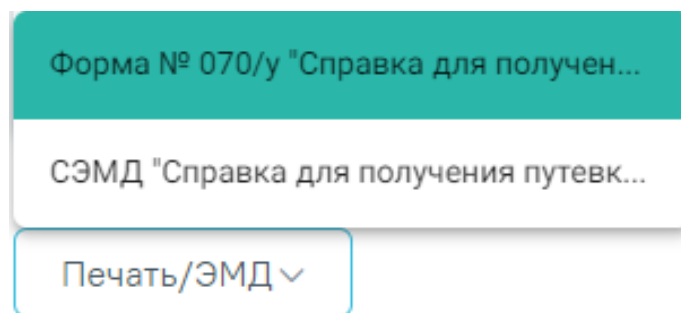 Форма № 070/у "Справка для получен...
СЭМД "Справка для получения путевк...
Печать/ЭМД